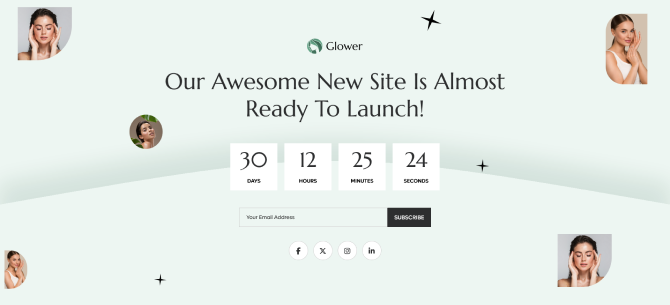 Glower
Our Awesome New Site Is Almost
Ready To Launch!
30 12 25 24
DAYS HOURS MINUTES SECONDS
Your Email Address SUBSCRIBE